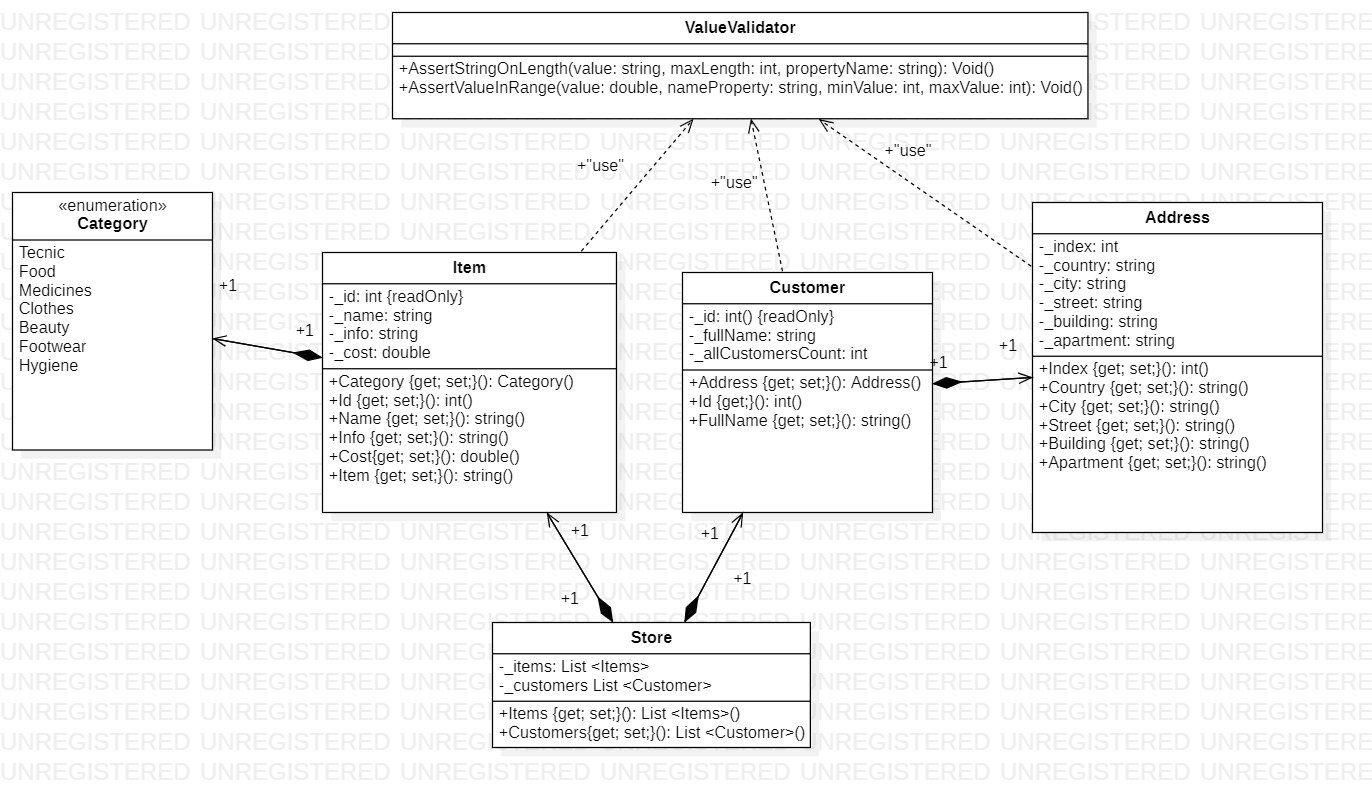 ValueValidator
+AssertStringOnLength(value: string, maxLength: int, propertyName: string): Void()
+AssertValueInRange(value: double, nameProperty: string, minValue: int, maxValue: int): Void()
+"use"
+"use"
+"use"
«enumeration»
Category
Tecnic
Food
Medicines
Clothes
Beauty
Footwear
Hygiene
+1
+1
Item
-_id: int {readOnly}
-_name: string
-_info: string
-_cost: double
+Category {get; set;}(): Category()
+Id {get; set;}(): int()
+Name {get; set;}(): string()
+Info {get; set;}(): string()
+Cost{get; set;}(): double()
+Item {get; set;}(): string()
Customer
-_id: int() {readOnly}
-_fullName: string
-_allCustomersCount: int
+Address {get; set;}(): Address()
+Id {get;}(): int()
+FullName {get; set;}(): string()
+1
+1
Address
-_index: int
-_country: string
-_city: string
-_street: string
-_building: string
-_apartment: string
+Index {get; set;}(): int()
+Country {get; set;}(): string()
+City {get; set;}(): string()
+Street {get; set;}(): string()
+Building {get; set;}(): string()
+Apartment {get; set;}(): string()
+1
+1
+1
+1
Store
-_items: List <Items>
-_customers List <Customer>
+Items {get; set;}(): List <Items>()
+Customers{get; set;}(): List <Customer>()
UNREGISTERED